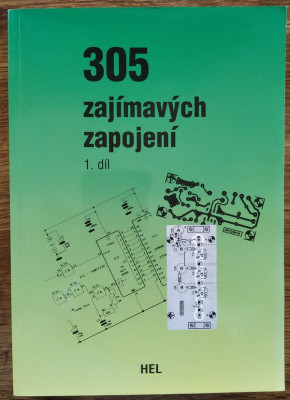 305
zajímavých
zapojení
1. díl
HEL